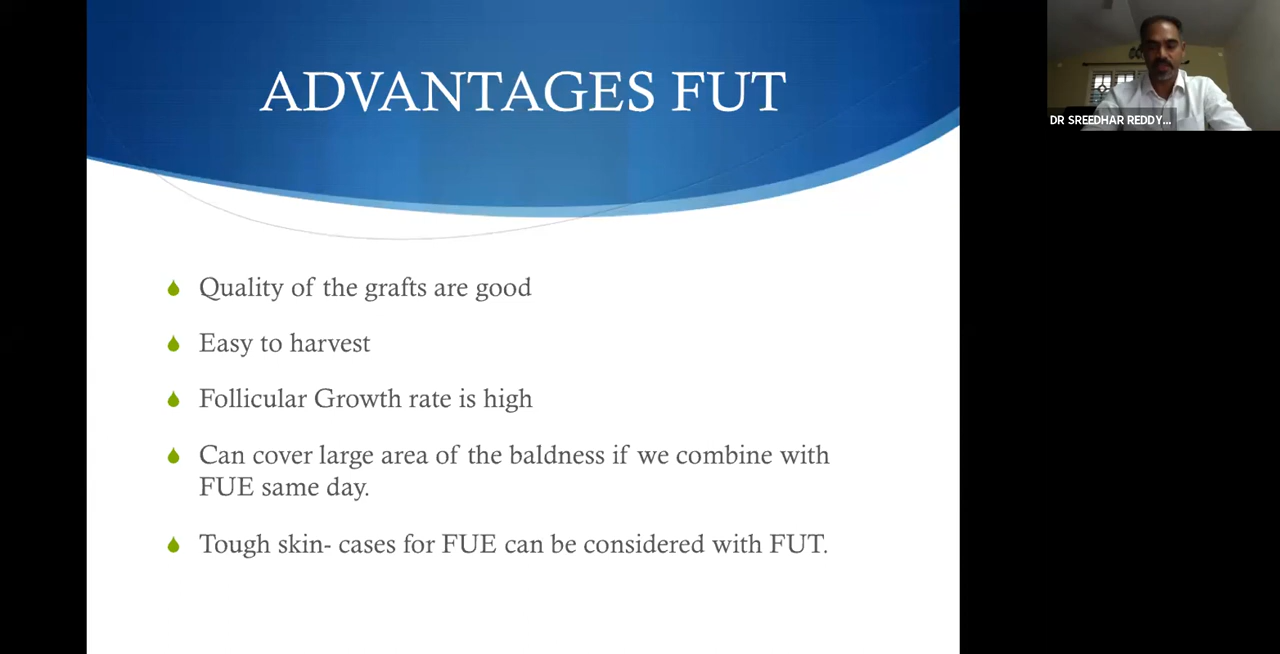 ADVANTAGES FUT
DR SREEDHAR REDDY...
Quality of the grafts are good
Easy to harvest
Follicular Growth rate is high
Can cover large area of the baldness if we combine with
FUE same day.
Tough skin- cases for FUE can be considered with FUT.